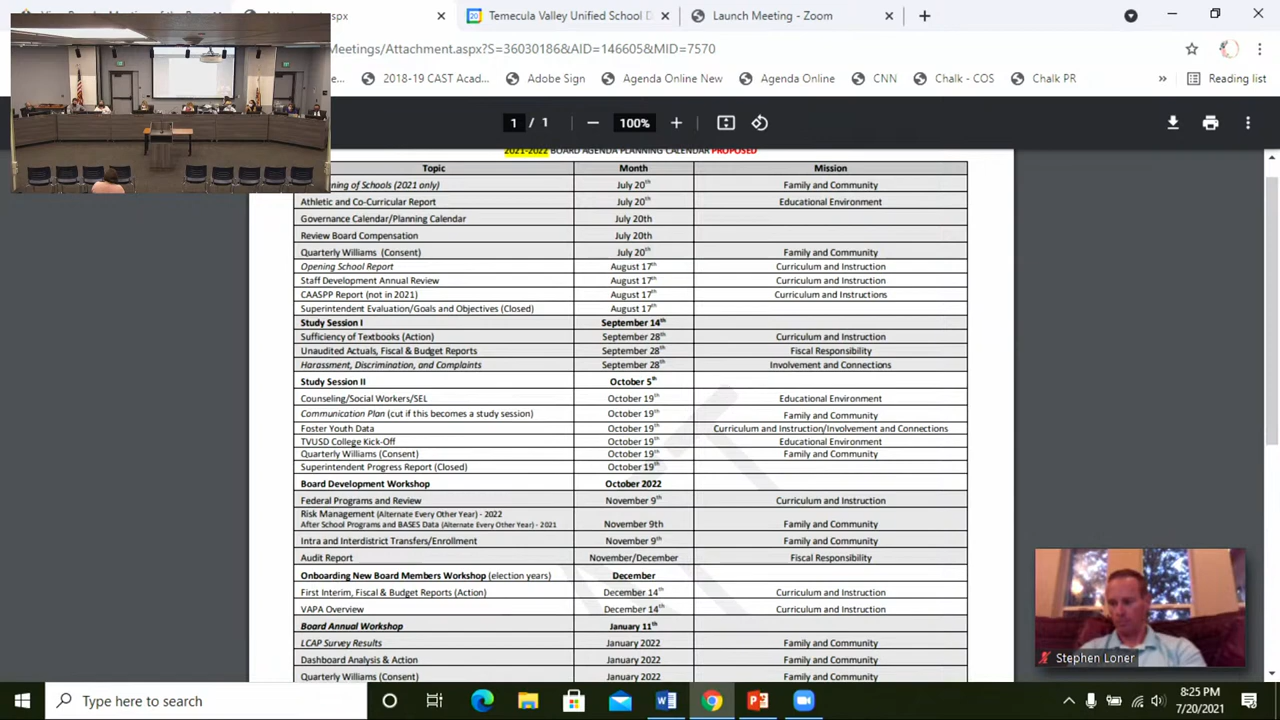 Temecula Valley Unified School D
Launch Meeting - Zoom
Meetings/Attachment.aspx?S=36030186&AID=146605&MID=7570
2018-19 CAST Acad...
Adobe Sign
Agenda Online New
Agenda Online
CNN
Chalk - COS
Chalk PR
»
Reading list
1 / 1
100%
2021-2022 BOARD AGENDA PLANNING CALENDAR PROPOSED
Topic Month Mission
ning of Schools (2021 only) July 20th Family and Community
Athletic and Co-Curricular Report July 20th Educational Environment
Governance Calendar/Planning Calendar July 20th
Review Board Compensation July 20th
Quarterly Williams (Consent) July 20th Family and Community
Opening School Report August 17th Curriculum and Instruction
Staff Development Annual Review August 17th Curriculum and Instruction
CAASPP Report (not in 2021) August 17th Curriculum and Instructions
Superintendent Evaluation/Goals and Objectives (Closed) August 17th
Study Session I September 14th
Sufficiency of Textbooks (Action) September 28th Curriculum and Instruction
Unaudited Actuals, Fiscal & Budget Reports September 28th Fiscal Responsibility
Harassment, Discrimination, and Complaints September 28th Involvement and Connections
Study Session II October 5th
Counseling/Social Workers/SEL October 19th Educational Environment
Communication Plan (cut if this becomes a study session) October 19th Family and Community
Foster Youth Data October 19th Curriculum and Instruction/Involvement and Connections
TVUSD College Kick-Off October 19th Educational Environment
Quarterly Williams (Consent) October 19th Family and Community
Superintendent Progress Report (Closed) October 19th
Board Development Workshop October 2022
Federal Programs and Review November 9th Curriculum and Instruction
Risk Management (Alternate Every Other Year) - 2022
After School Programs and BASES Data (Alternate Every Other Year) - 2021 November 9th Family and Community
Intra and Interdistrict Transfers/Enrollment November 9th Family and Community
Audit Report November/December Fiscal Responsibility
Onboarding New Board Members Workshop (election years) December
First Interim, Fiscal & Budget Reports (Action) December 14th Curriculum and Instruction
VAPA Overview December 14th Curriculum and Instruction
Board Annual Workshop January 11th
LCAP Survey Results January 2022 Family and Community
Dashboard Analysis & Action January 2022 Family and Community
Quarterly Williams (Consent) January 2022 Family and Community
Stephen Loner
Type here to search
8:25 PM
7/20/2021